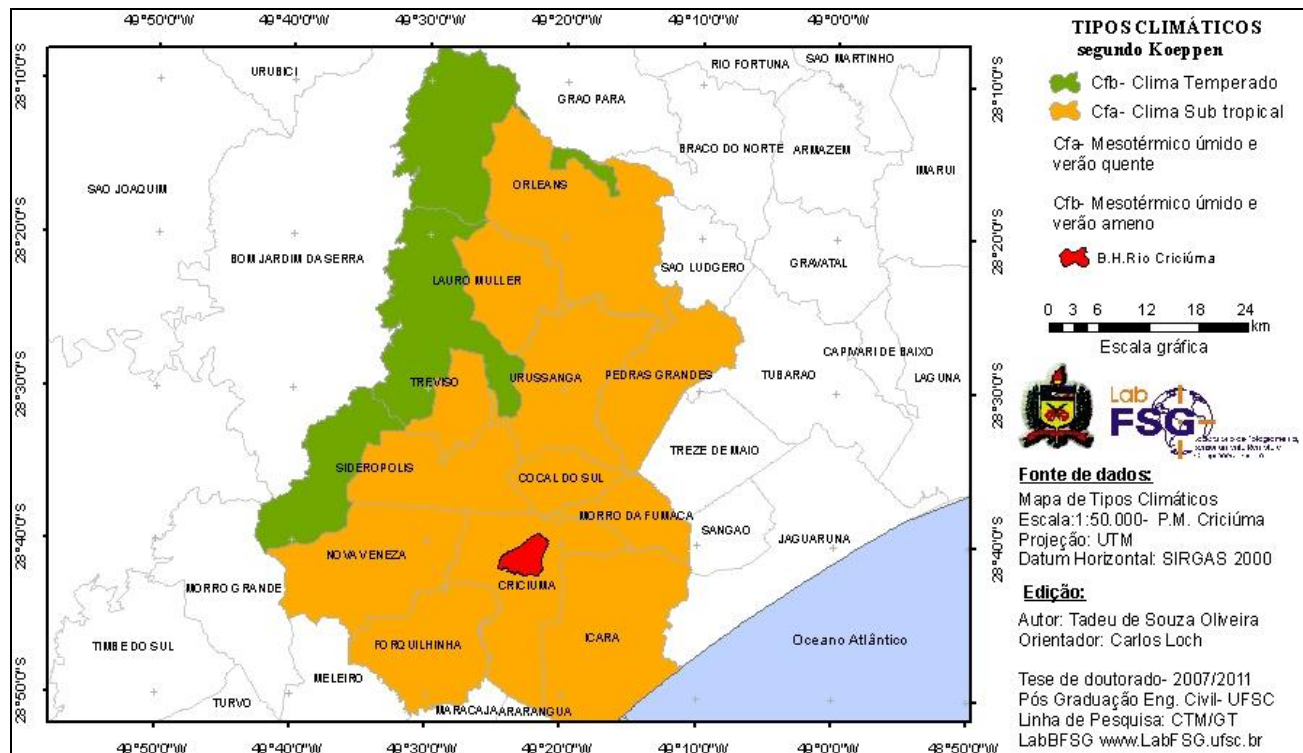 49°50'0"W 49°40'0"W 49°30'0"W 49°20'0"W 49°10'0"W 49°0'0"W 48°50'0"W
28°10'0"S
28°20'0"S
28°30'0"S
28°40'0"S
28°50'0"S
URUBICI
GRAO PARA
RIO FORTUNA
SAO MARTINHO
BRACO DO NORTE
ARMAZEM
IMARUI
SAO JOAQUIM
ORLEANS
BOM JARDIM DA SERRA
LAURO MULLER
SAO LUDGERO
GRAVATAL
TREVISO
URUSSANGA
PEDRAS GRANDES
TUBARAO
CAPIVARI DE BAIXO
LAGUNA
SIDEROPOLIS
COCAL DO SUL
TREZE DE MAIO
MORRO DA FUMACA
SANGAO
JAGUARUNA
NOVA VENEZA
CRICIUMA
MORRO GRANDE
TIMBE DO SUL
FORQUILHINHA
ICARA
Oceano Atlântico
MELEIRO
TURVO
MARACAJA
ARARANGUA
28°10'0"S
28°20'0"S
28°30'0"S
28°40'0"S
28°50'0"S
49°50'0"W 49°40'0"W 49°30'0"W 49°20'0"W 49°10'0"W 49°0'0"W 48°50'0"W
TIPOS CLIMÁTICOS
segundo Koeppen
Cfb- Clima Temperado
Cfa- Clima Sub tropical
Cfa- Mesotérmico úmido e
verão quente
Cfb- Mesotérmico úmido e
verão ameno
B.H.Rio Criciúma
0 3 6 12 18 24
km
Escala gráfica
Lab
FSG
Fonte de dados:
Mapa de Tipos Climáticos
Escala:1:50.000- P.M. Criciúma
Projeção: UTM
Datum Horizontal: SIRGAS 2000
Edição:
Autor: Tadeu de Souza Oliveira
Orientador: Carlos Loch
Tese de doutorado- 2007/2011
Pós Graduação Eng. Civil- UFSC
Linha de Pesquisa: CTM/GT
LabBFSG www.LabFSG.ufsc.br